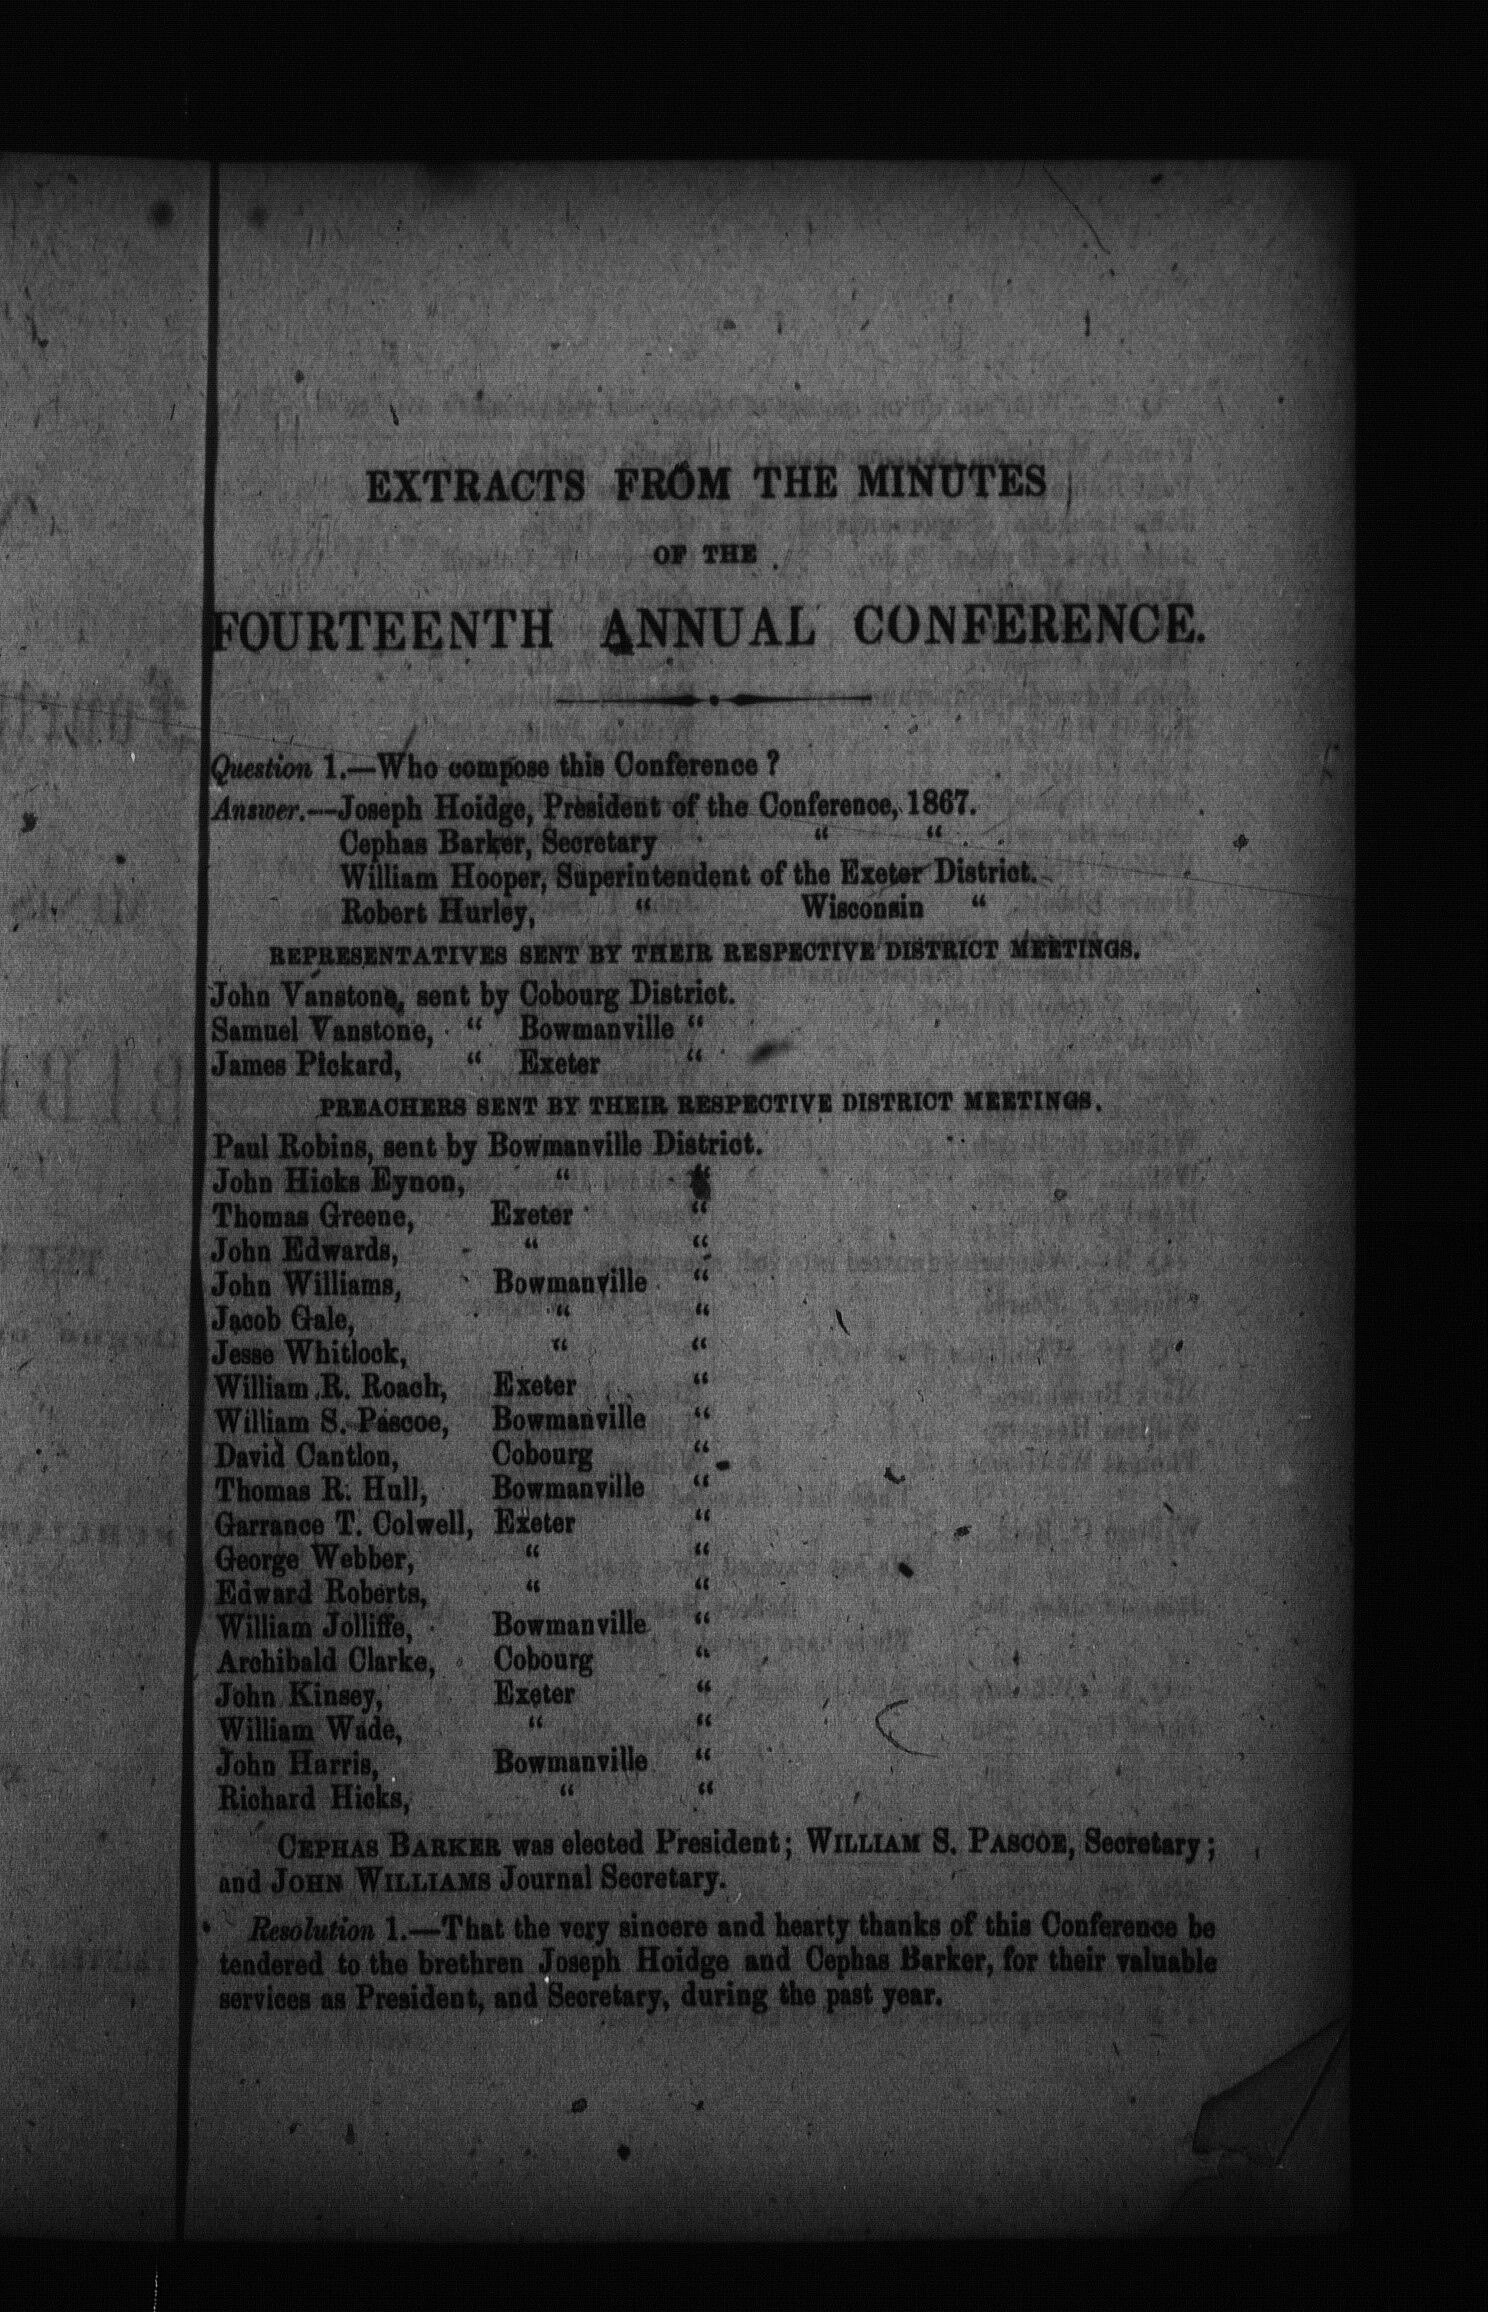 EXTRACTS FROM THE MINUTES
OF THE
FOURTEENTH ANNUAL CONFERENCE.
Question 1.—Who compose this Conference?
Answer.—Joseph Hoidge, President of the Conference, 1867.
Cephas Barker, Secretary “ “
William Hooper, Superintendent of the Exeter District.
Robert Hurley, “ Wisconsin “
REPRESENTATIVES SENT BY THEIR RESPECTIVE DISTRICT MEETINGS.
John Vanstone, sent by Cobourg District.
Samuel Vanstone, “ Bowmanville “
James Pickard, “ Exeter “
PREACHERS SENT BY THEIR RESPECTIVE DISTRICT MEETINGS.
Paul Robins, sent by Bowmanville District.
John Hicks Eynon, “ “
Thomas Greene, Exeter “
John Edwards, “ “
John Williams, Bowmanville “
Jacob Gale, “ “
Jesse Whitlock, “ “
William R. Roach, Exeter “
William S. Pascoe, Bowmanville “
David Cantlon, Cobourg “
Thomas R. Hull, Bowmanville “
Garrance T. Colwell, Exeter “
George Webber, “ “
Edward Roberts, “ “
William Jolliffe, Bowmanville “
Archibald Clarke, Cobourg “
John Kinsey, Exeter “
William Wade, “ “
John Harris, Bowmanville “
Richard Hicks, “ “
CEPHAS BARKER was elected President; WILLIAM S. PASCOE, Secretary;
and JOHN WILLIAMS Journal Secretary.
Resolution 1.—That the very sincere and hearty thanks of this Conference be
tendered to the brethren Joseph Hoidge and Cephas Barker, for their valuable
services as President, and Secretary, during the past year.